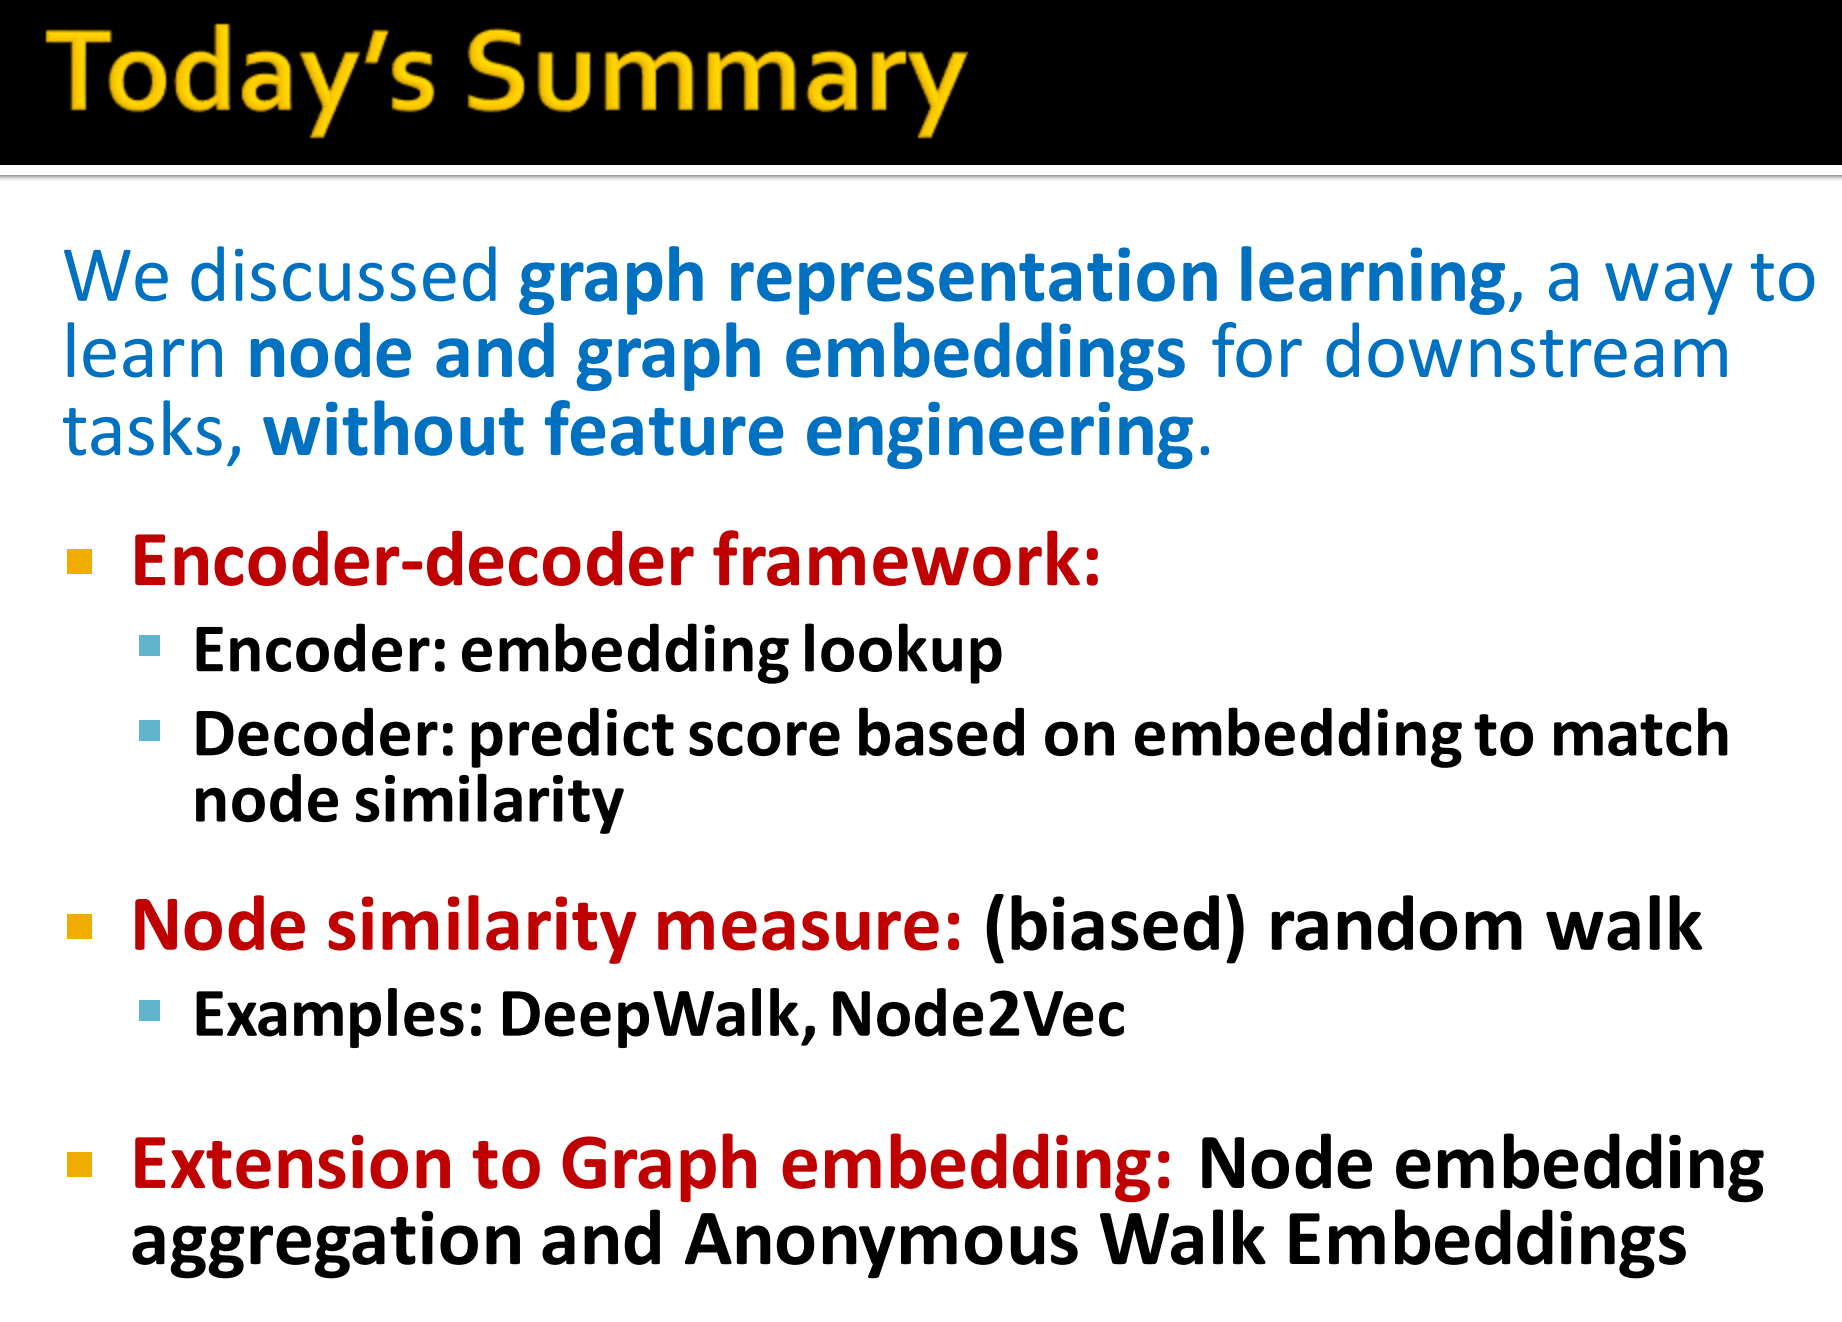 Today’s Summary
We discussed graph representation learning, a way to
learn node and graph embeddings for downstream
tasks, without feature engineering.
Encoder-decoder framework:
Encoder: embedding lookup
Decoder: predict score based on embedding to match
node similarity
Node similarity measure: (biased) random walk
Examples: DeepWalk, Node2Vec
Extension to Graph embedding: Node embedding
aggregation and Anonymous Walk Embeddings